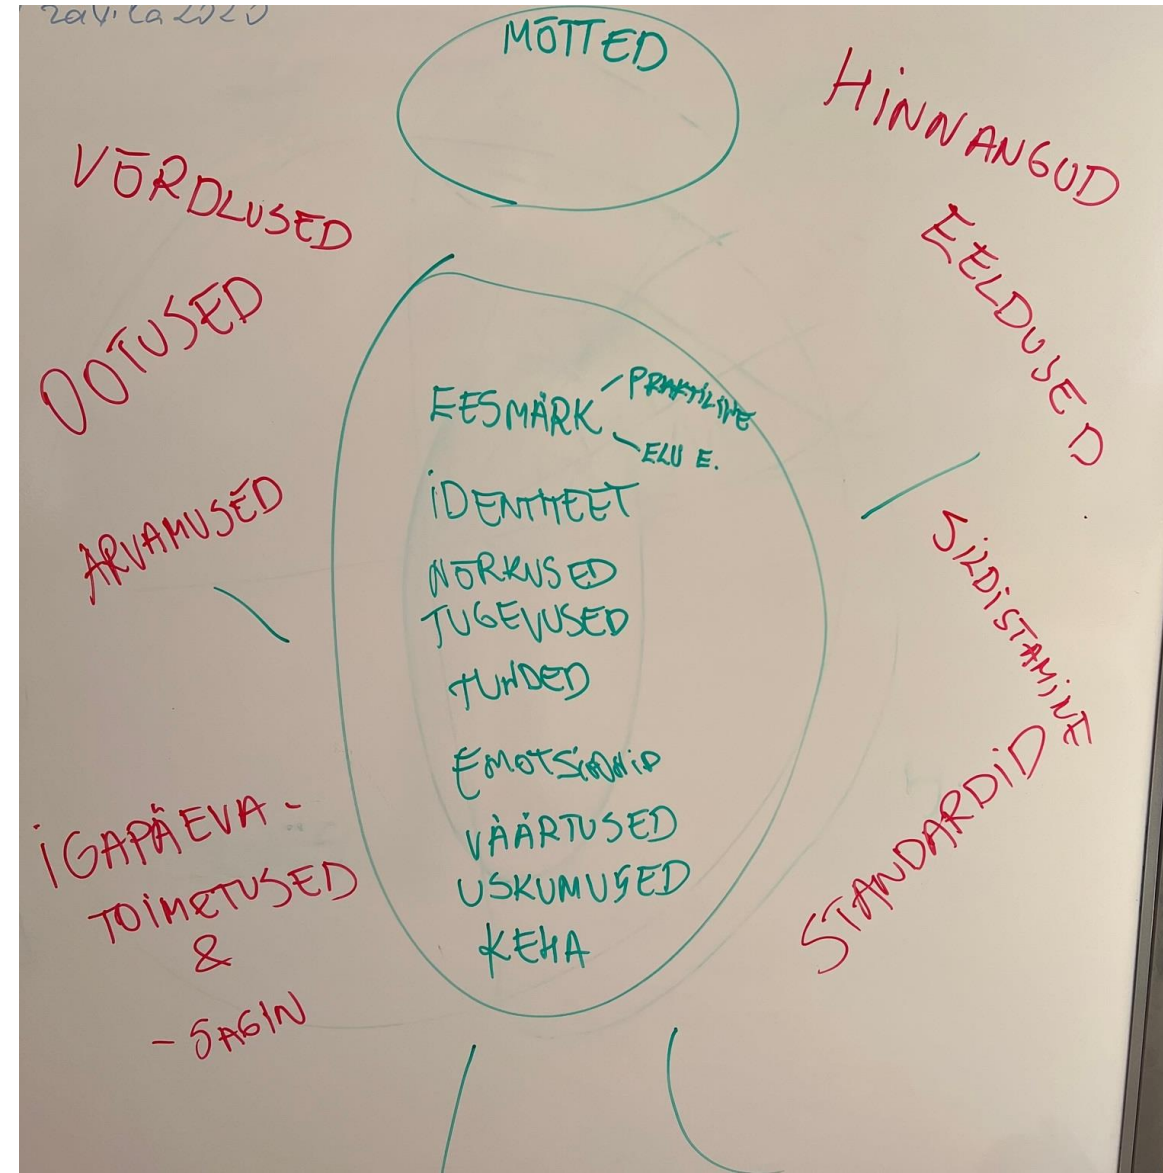 MÕTTED
HINNANGUD
VÕRDLUSED
EELDUSED
OOTUSED
EESMÄRK
PRAKTILINE
ELU E.
ARVAMUSED
IDENTITEET
NÕRKUSED
TUGEVUSED
TUNDED
SILDISTAMINE
EMOTSIOONID
VÄÄRTUSED
USKUMUSED
KEHA
STANDARDID
IGAPÄEVA-
TOIMETUSED
&
- SAGIN